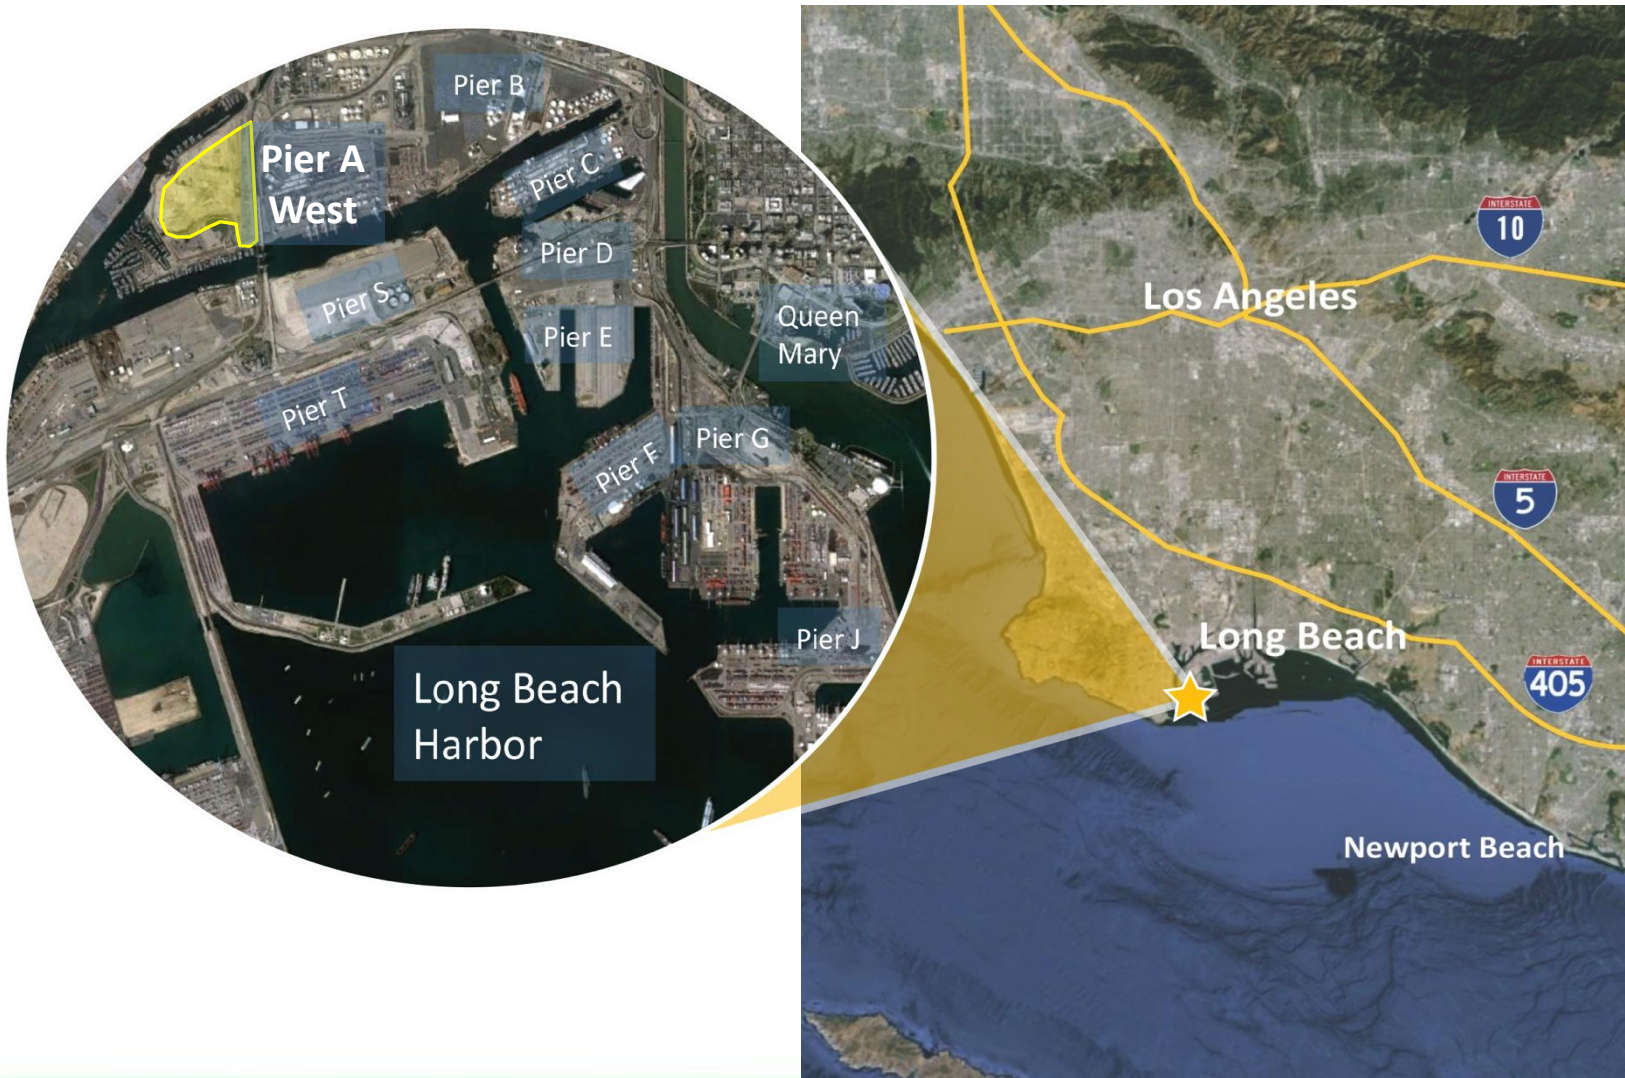 Pier B
Pier A
West
Pier C
Pier D
Pier S
Pier E
Queen
Mary
Pier T
Pier F
Pier G
Pier J
Long Beach
Harbor
INTERSTATE
10
Los Angeles
INTERSTATE
5
Long Beach
INTERSTATE
405
Newport Beach